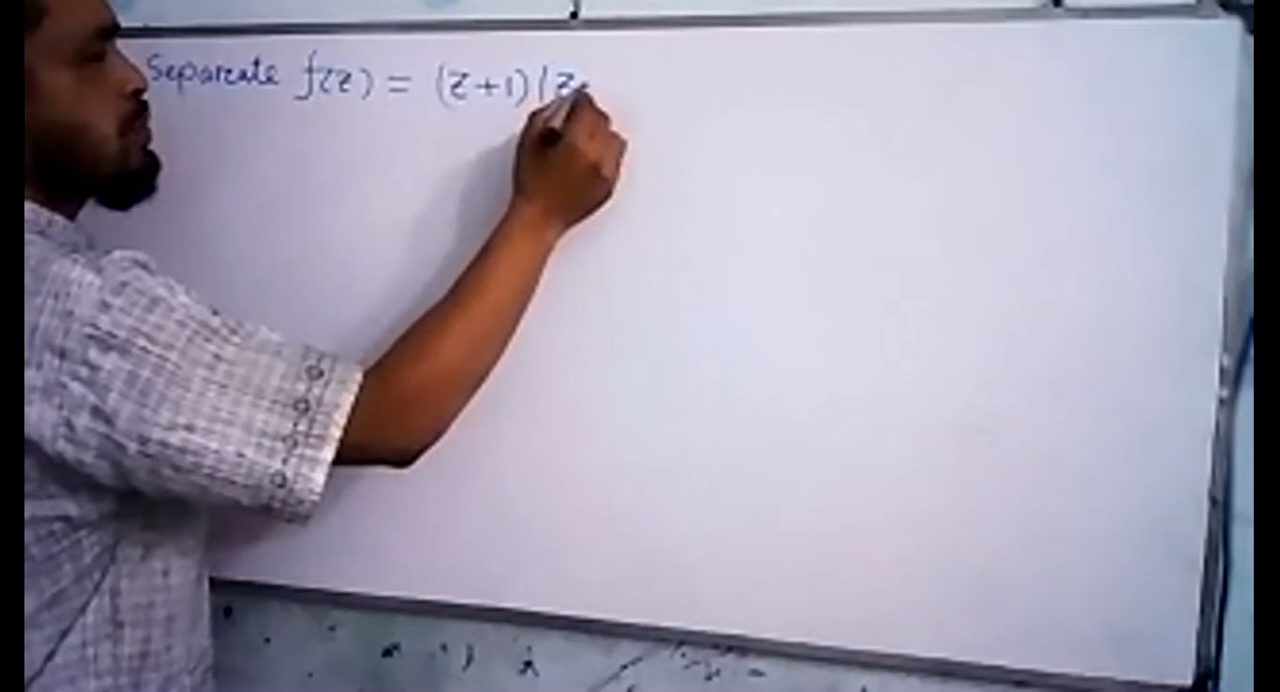 Separate f(z) = (z+1)(z